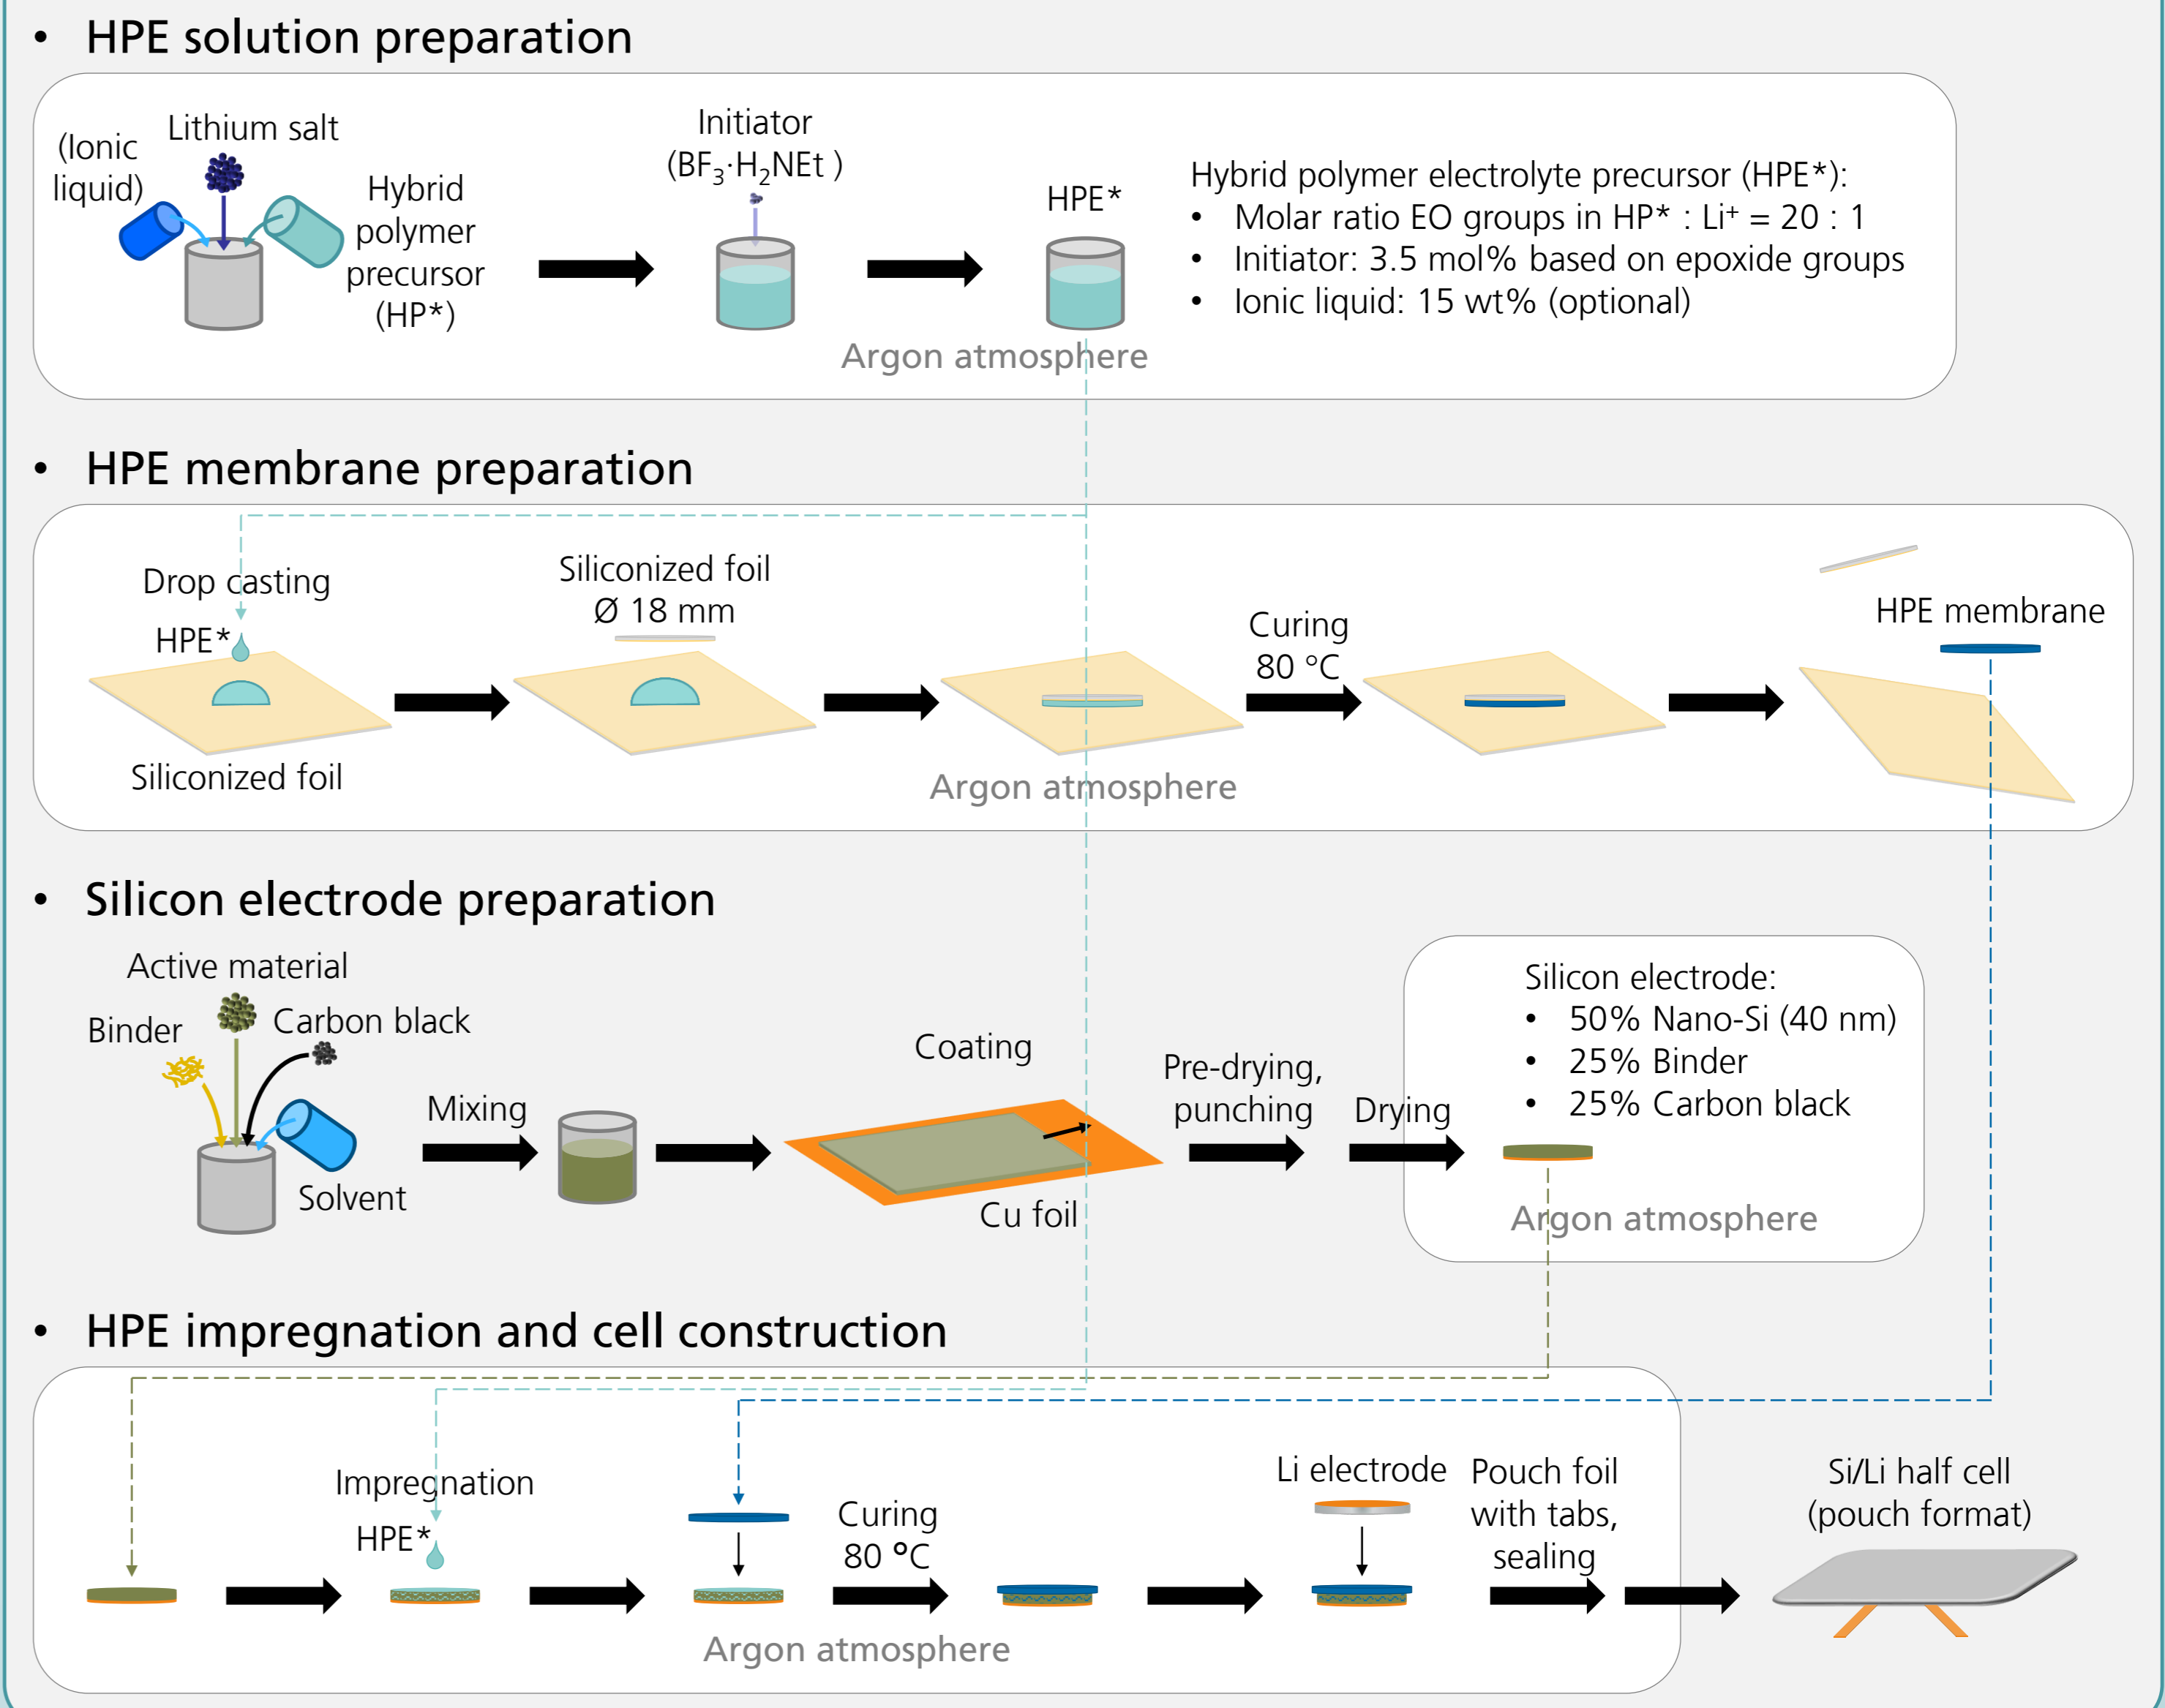 • HPE solution preparation
(Ionic
liquid)
Lithium salt
Hybrid
polymer
precursor
(HP*)
Initiator
(BF₃·H₂NEt )
HPE*
Hybrid polymer electrolyte precursor (HPE*):
• Molar ratio EO groups in HP* : Li⁺ = 20 : 1
• Initiator: 3.5 mol% based on epoxide groups
• Ionic liquid: 15 wt% (optional)
Argon atmosphere
• HPE membrane preparation
Drop casting
HPE*
Siliconized foil
Siliconized foil
Ø 18 mm
Curing
80 °C
HPE membrane
Argon atmosphere
• Silicon electrode preparation
Active material
Binder
Carbon black
Solvent
Mixing
Coating
Cu foil
Pre-drying,
punching
Drying
Silicon electrode:
• 50% Nano-Si (40 nm)
• 25% Binder
• 25% Carbon black
Argon atmosphere
• HPE impregnation and cell construction
Impregnation
HPE*
Curing
80 °C
Li electrode
Pouch foil
with tabs,
sealing
Si/Li half cell
(pouch format)
Argon atmosphere